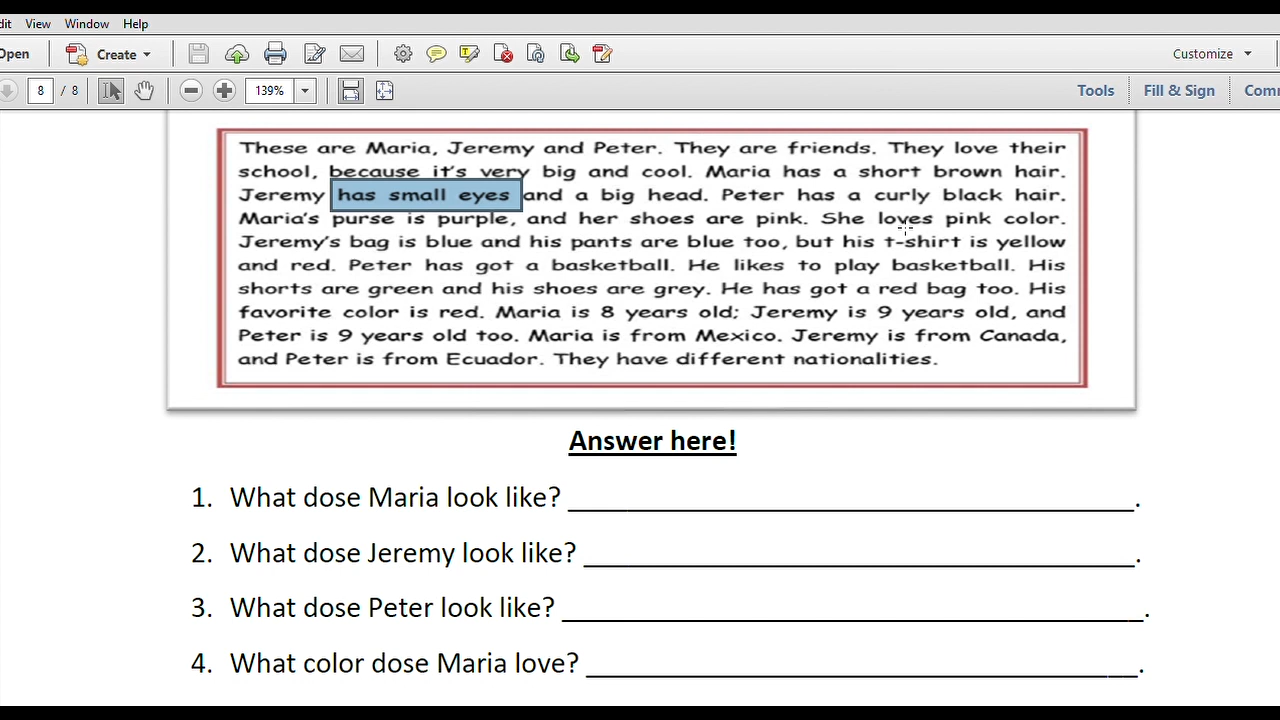 dit View Window Help
Open Create Customize
8 / 8 139% Tools Fill & Sign Comm
These are Maria, Jeremy and Peter. They are friends. They love their
school, because it's very big and cool. Maria has a short brown hair.
Jeremy has small eyes and a big head. Peter has a curly black hair.
Maria's purse is purple, and her shoes are pink. She loves pink color.
Jeremy's bag is blue and his pants are blue too, but his t-shirt is yellow
and red. Peter has got a basketball. He likes to play basketball. His
shorts are green and his shoes are grey. He has got a red bag too. His
favorite color is red. Maria is 8 years old; Jeremy is 9 years old, and
Peter is 9 years old too. Maria is from Mexico. Jeremy is from Canada,
and Peter is from Ecuador. They have different nationalities.
Answer here!
1. What dose Maria look like? ______________________________________.
2. What dose Jeremy look like? _____________________________________.
3. What dose Peter look like? _______________________________________.
4. What color dose Maria love? _____________________________________.